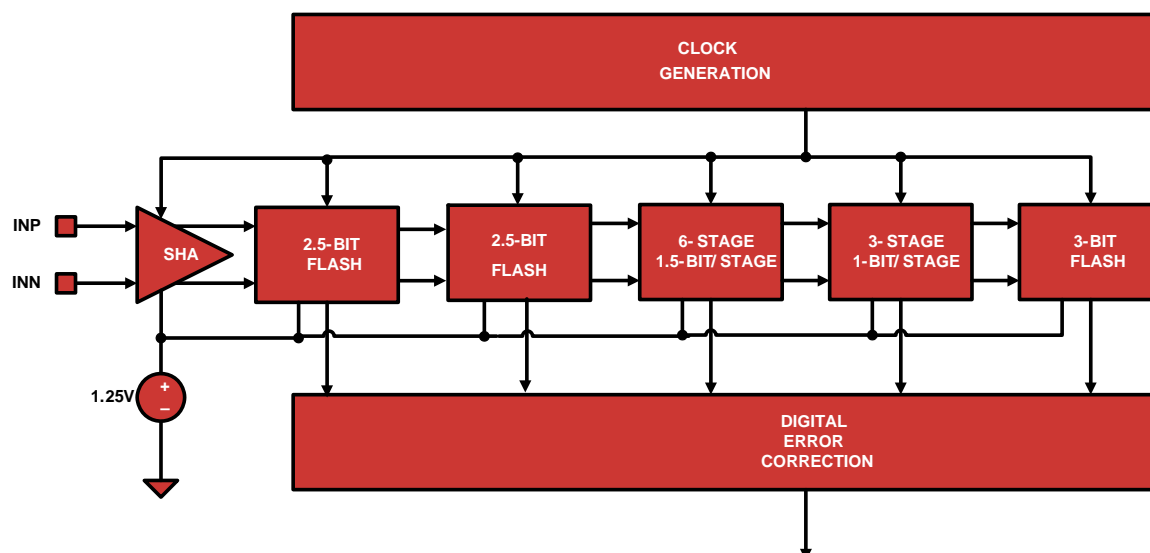 CLOCK
GENERATION
INP
INN
SHA
2.5-BIT
FLASH
2.5-BIT
FLASH
6- STAGE
1.5-BIT/ STAGE
3- STAGE
1-BIT/ STAGE
3-BIT
FLASH
1.25V
+
–
DIGITAL
ERROR
CORRECTION